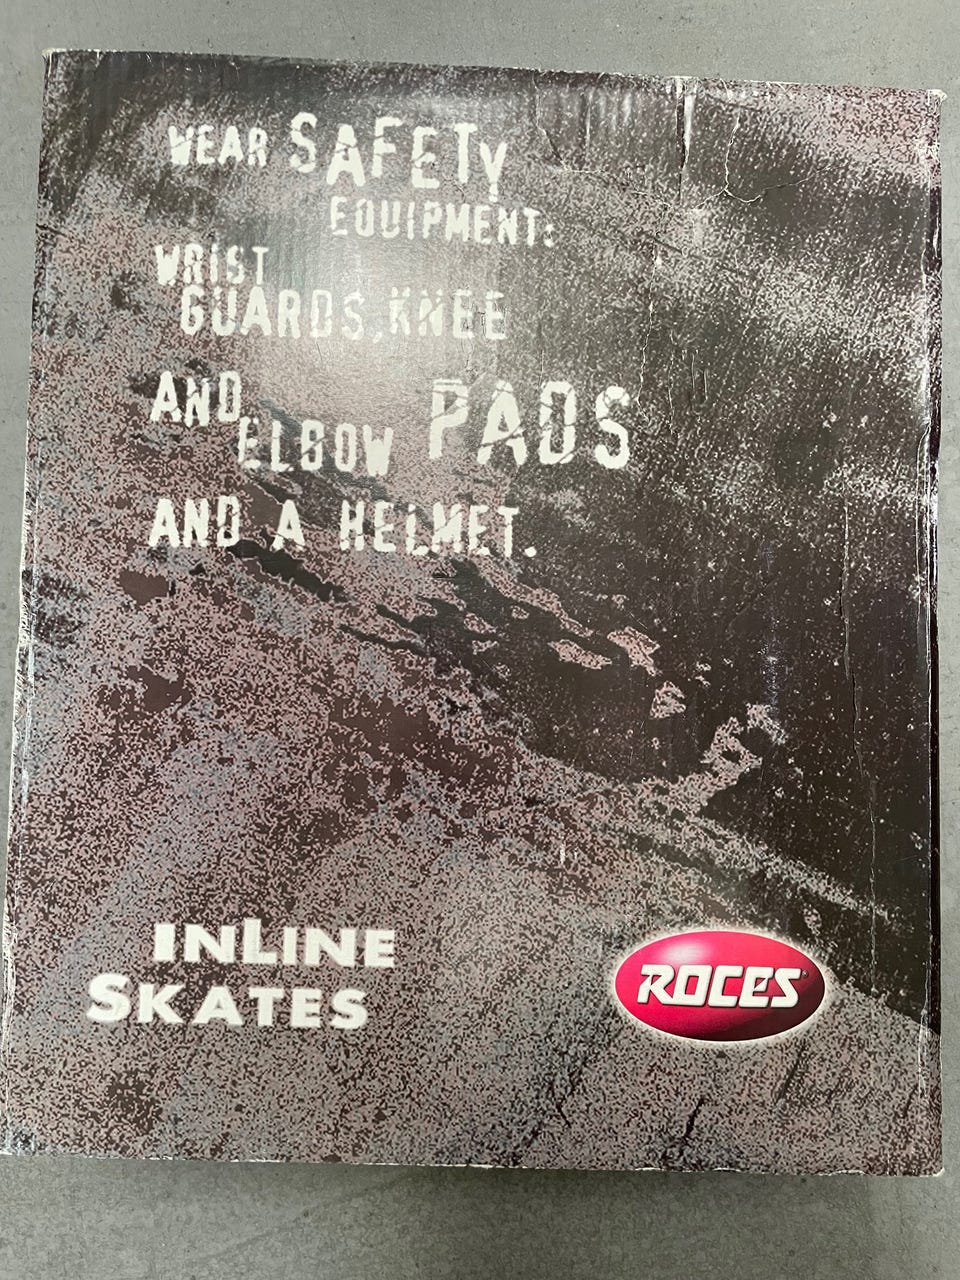 WEAR SAFETY
EQUIPMENT:
WRIST
GUARDS, KNEE
AND
ELBOW PADS
AND A HELMET.
INLINE
SKATES
ROCES